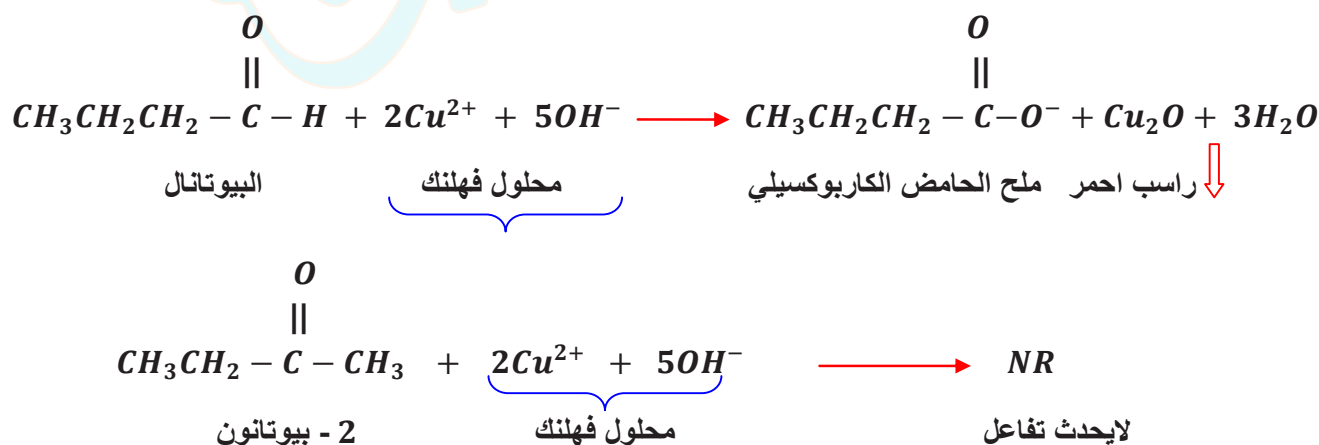 O O
|| ||
CH₃CH₂CH₂ − C − H + 2Cu²⁺ + 5OH⁻ ⟶ CH₃CH₂CH₂ − C−O⁻ + Cu₂O + 3H₂O
البيوتانال محلول فهلنك ملح الحامض الكاربوكسيلي راسب احمر ⇓
O
||
CH₃CH₂ − C − CH₃ + 2Cu²⁺ + 5OH⁻ ⟶ NR
2 - بيوتانون محلول فهلنك لايحدث تفاعل